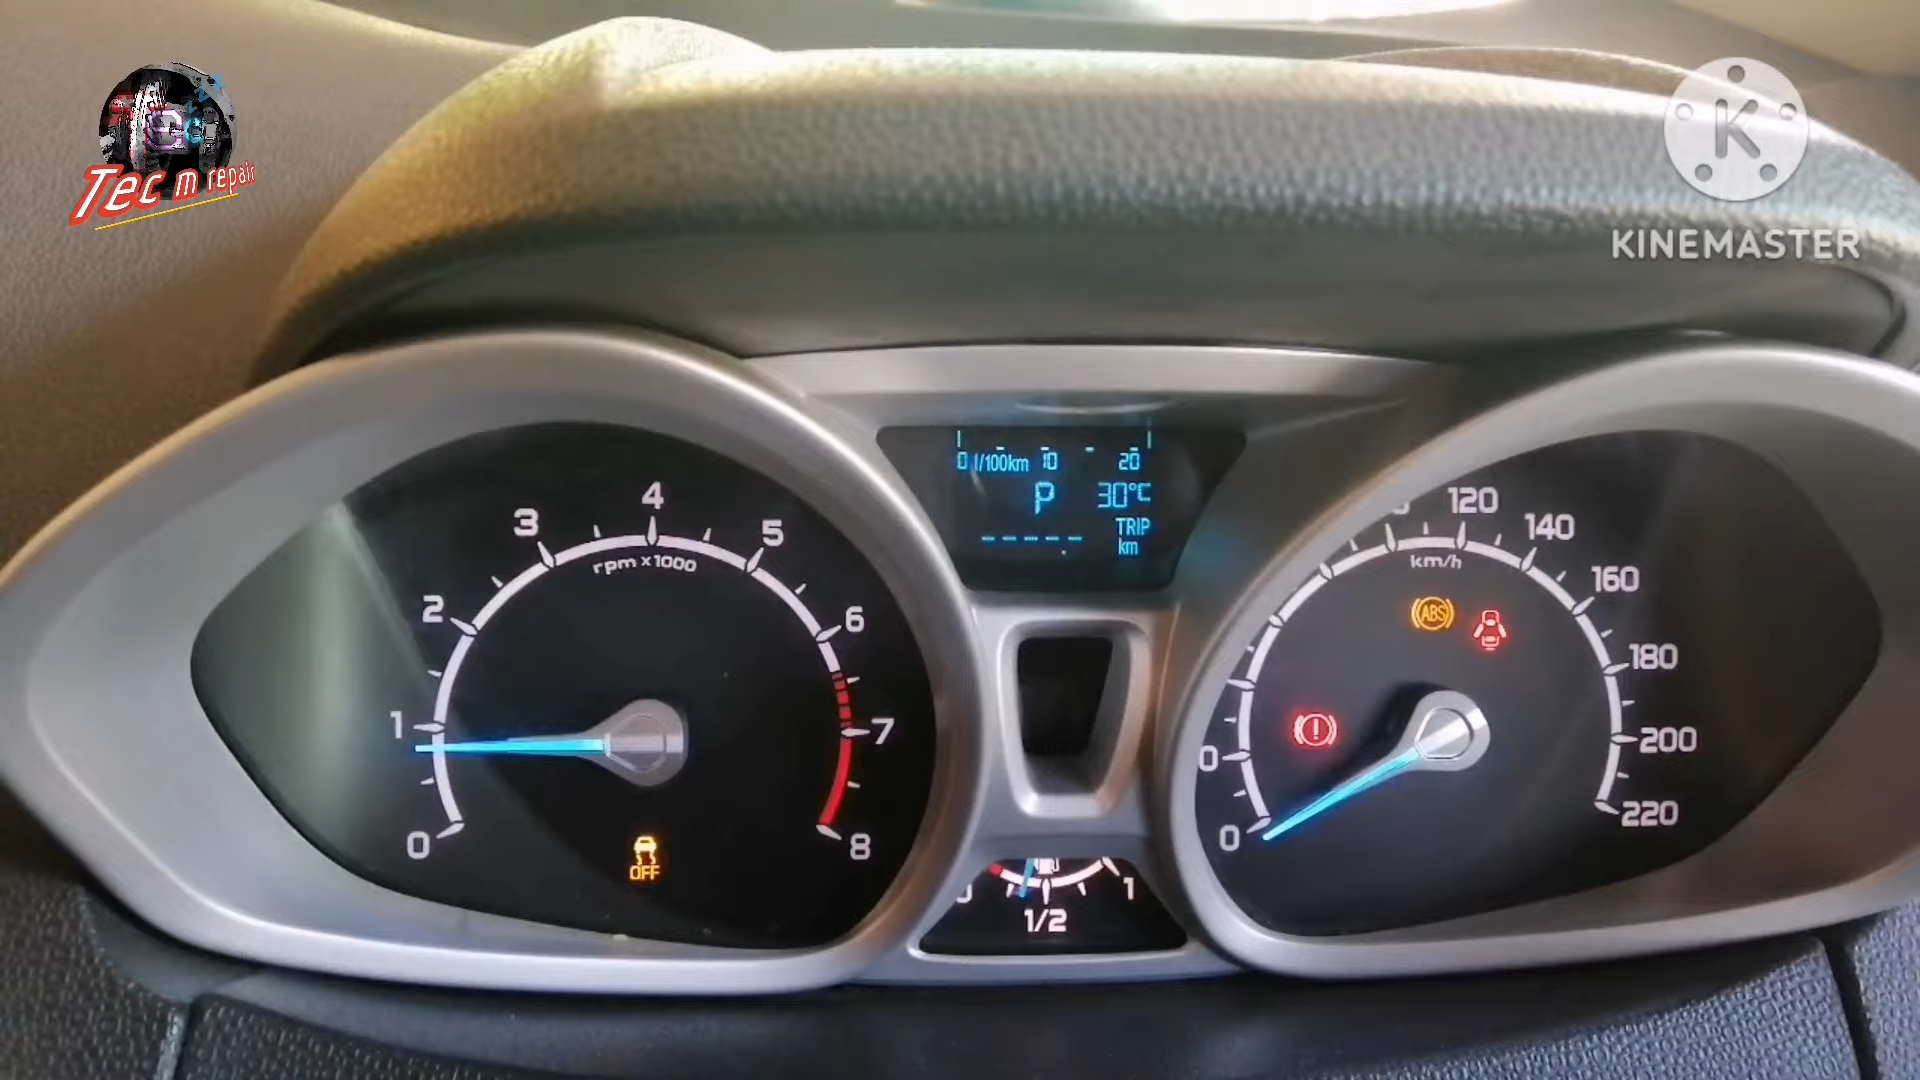 Tec m repair
K
KINEMASTER
0 l/100km 10 20
P 30°C
TRIP
-----.- km
0
1
2
3
4
5
6
7
8
rpm x1000
OFF
0
120
140
160
180
200
220
km/h
ABS
1/2
1